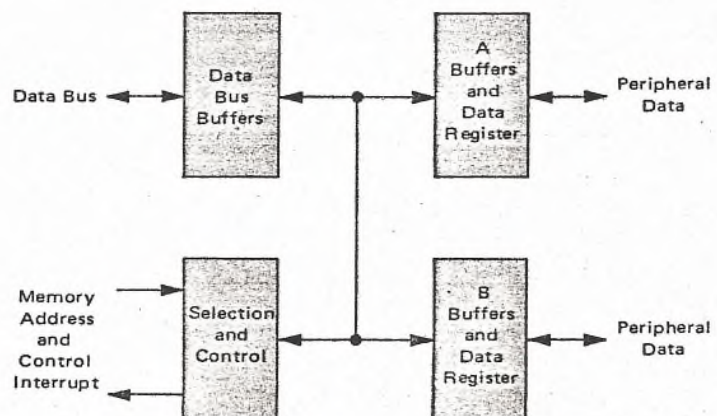 Data Bus
Data
Bus
Buffers
A
Buffers
and
Data
Register
Peripheral
Data
Memory
Address
and
Control
Interrupt
Selection
and
Control
B
Buffers
and
Data
Register
Peripheral
Data